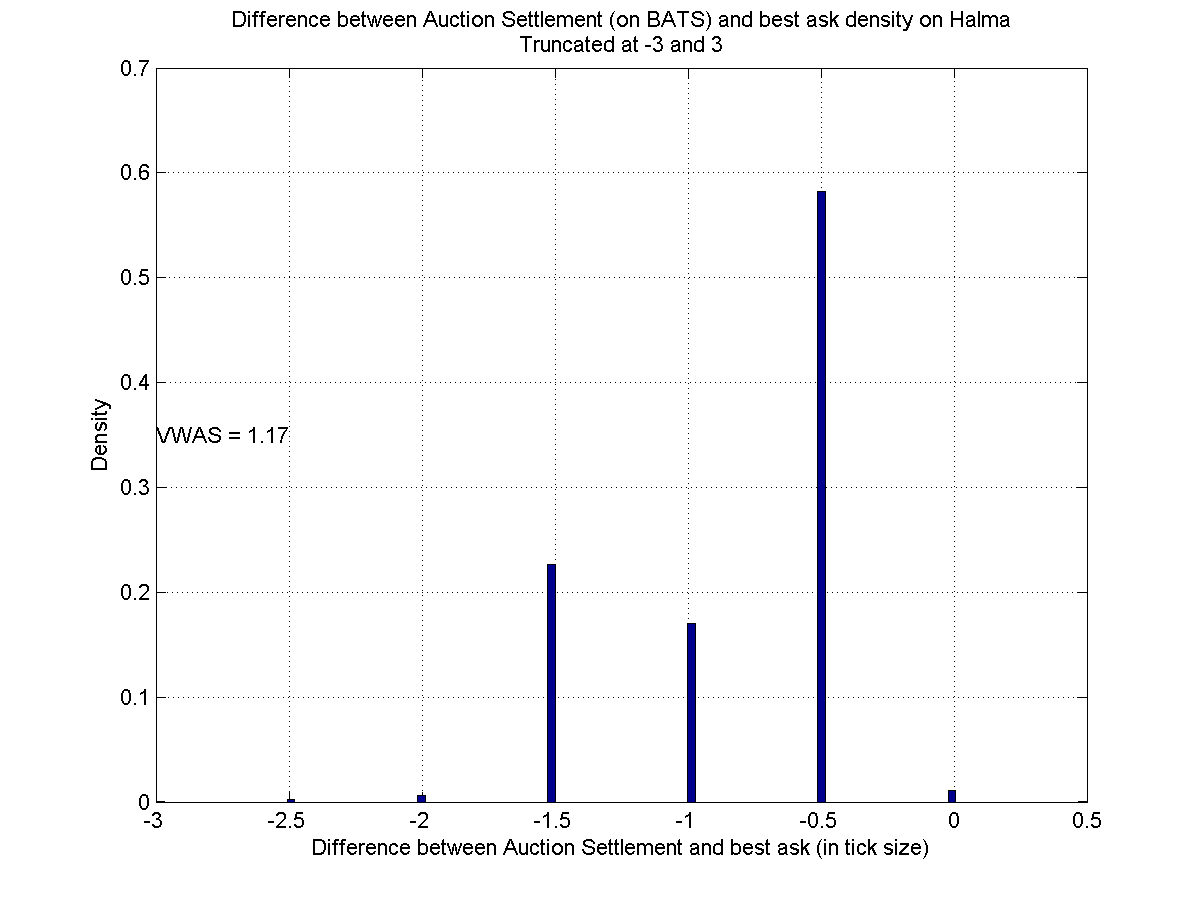 Difference between Auction Settlement (on BATS) and best ask density on Halma
Truncated at -3 and 3
0.7
0.6
0.5
0.4
0.3
0.2
0.1
0
Density
VWAS = 1.17
-3 -2.5 -2 -1.5 -1 -0.5 0 0.5
Difference between Auction Settlement and best ask (in tick size)